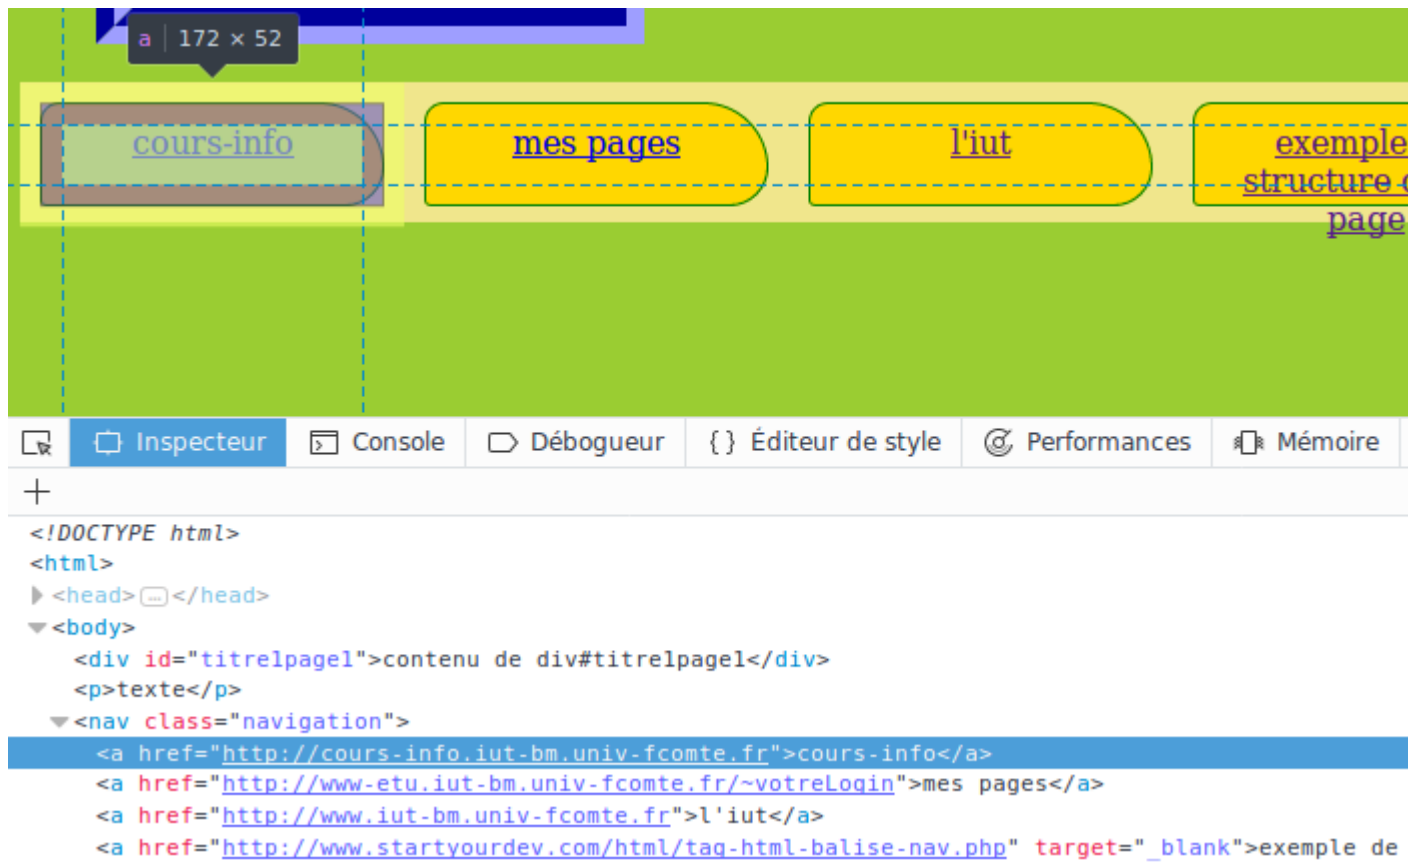 a 172 × 52
cours-info
mes pages
l'iut
exemple
structure
page
Inspecteur
Console
Débogueur
{} Éditeur de style
Performances
Mémoire
+
<!DOCTYPE html>
<html>
<head>…</head>
<body>
<div id="titre1page1">contenu de div#titre1page1</div>
<p>texte</p>
<nav class="navigation">
<a href="http://cours-info.iut-bm.univ-fcomte.fr">cours-info</a>
<a href="http://www-etu.iut-bm.univ-fcomte.fr/~votreLogin">mes pages</a>
<a href="http://www.iut-bm.univ-fcomte.fr">l'iut</a>
<a href="http://www.startyourdev.com/html/tag-html-balise-nav.php" target="_blank">exemple de